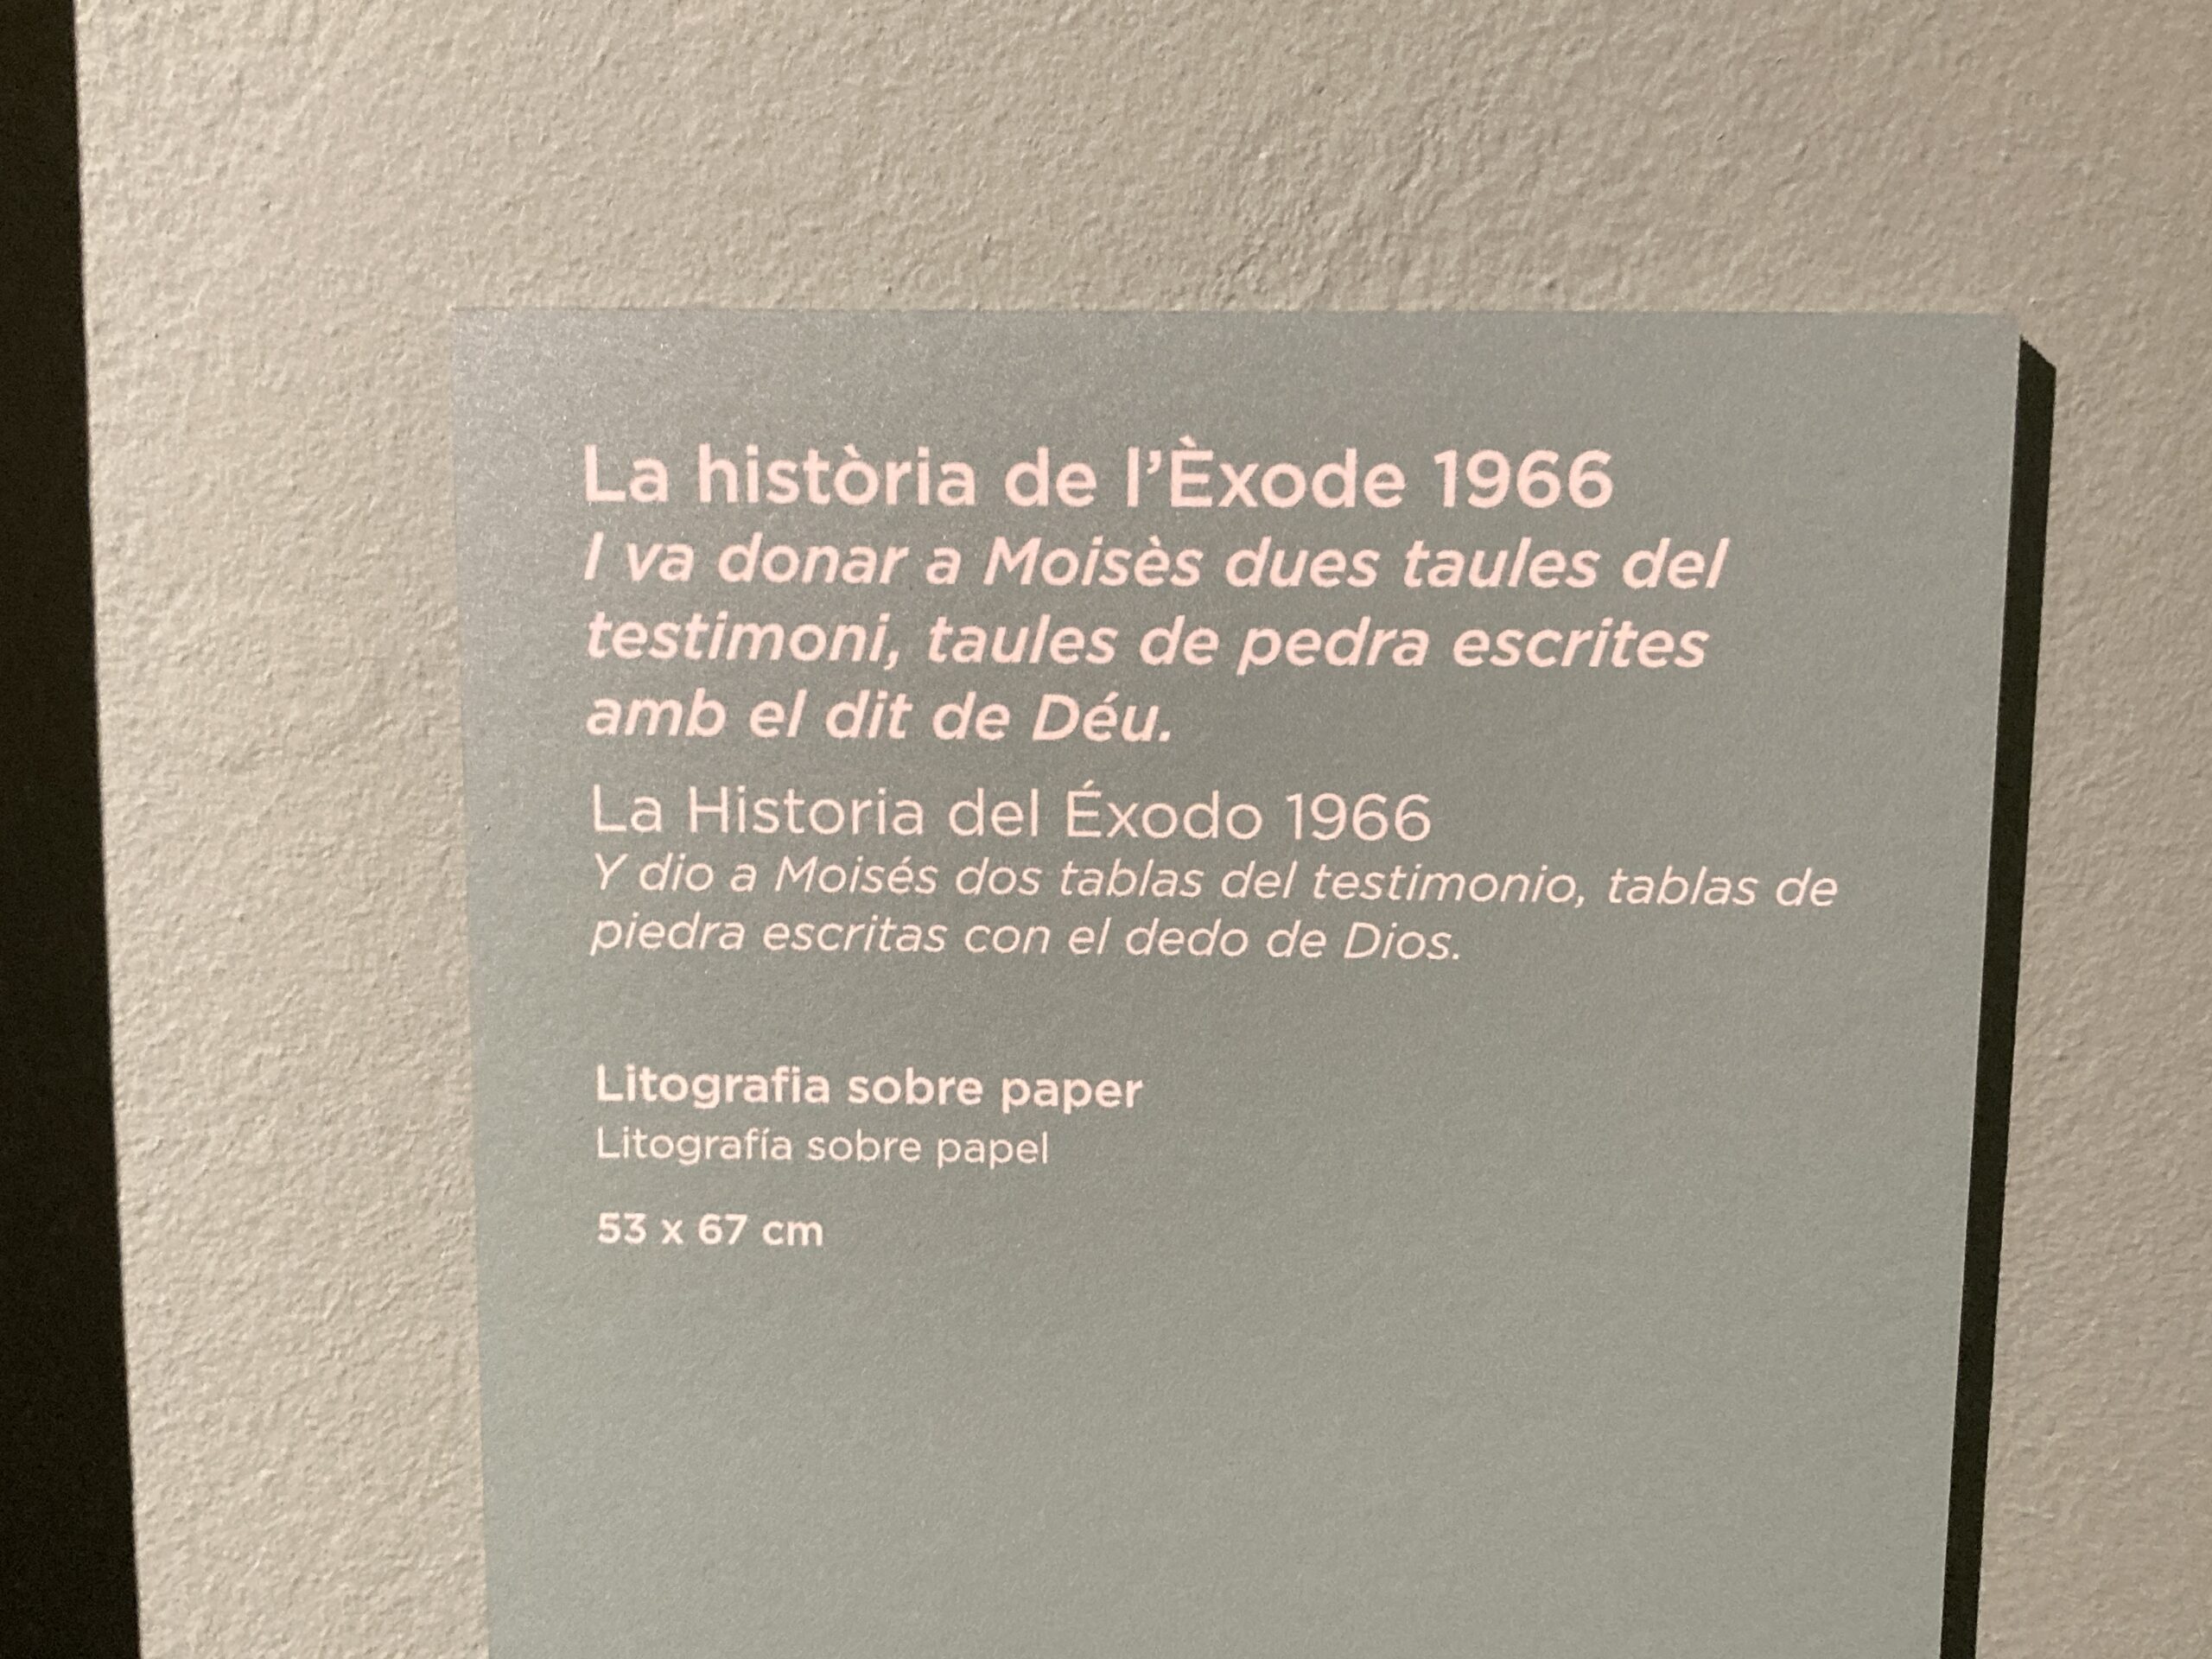 La història de l'Èxode 1966
I va donar a Moisès dues taules del
testimoni, taules de pedra escrites
amb el dit de Déu.
La Historia del Éxodo 1966
Y dio a Moisés dos tablas del testimonio, tablas de
piedra escritas con el dedo de Dios.
Litografia sobre paper
Litografía sobre papel
53 x 67 cm